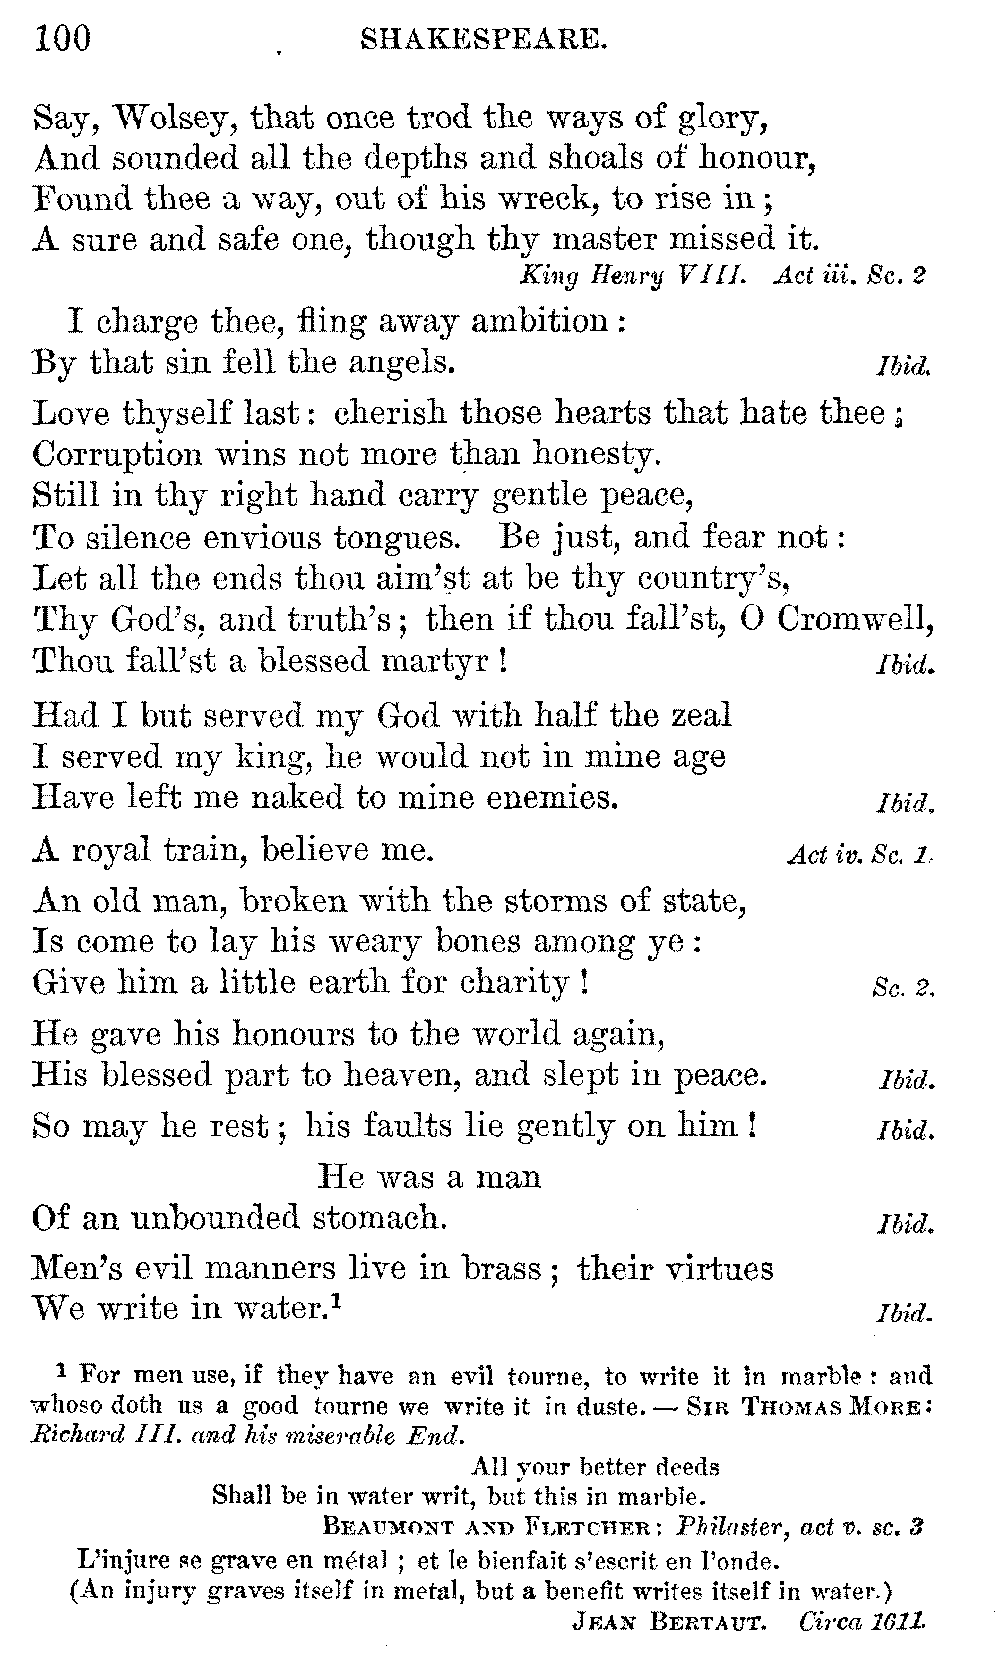 100 SHAKESPEARE.
Say, Wolsey, that once trod the ways of glory,
And sounded all the depths and shoals of honour,
Found thee a way, out of his wreck, to rise in ;
A sure and safe one, though thy master missed it.
King Henry VIII. Act iii. Sc. 2
I charge thee, fling away ambition :
By that sin fell the angels. Ibid.
Love thyself last : cherish those hearts that hate thee ;
Corruption wins not more than honesty.
Still in thy right hand carry gentle peace,
To silence envious tongues. Be just, and fear not :
Let all the ends thou aim'st at be thy country's,
Thy God's, and truth's ; then if thou fall'st, O Cromwell,
Thou fall'st a blessed martyr ! Ibid.
Had I but served my God with half the zeal
I served my king, he would not in mine age
Have left me naked to mine enemies. Ibid.
A royal train, believe me. Act iv. Sc. 1.
An old man, broken with the storms of state,
Is come to lay his weary bones among ye :
Give him a little earth for charity ! Sc. 2.
He gave his honours to the world again,
His blessed part to heaven, and slept in peace. Ibid.
So may he rest ; his faults lie gently on him ! Ibid.
He was a man
Of an unbounded stomach. Ibid.
Men's evil manners live in brass ; their virtues
We write in water.¹ Ibid.
¹ For men use, if they have an evil tourne, to write it in marble : and
whoso doth us a good tourne we write it in duste. — SIR THOMAS MORE:
Richard III. and his miserable End.
All your better deeds
Shall be in water writ, but this in marble.
BEAUMONT AND FLETCHER : Philaster, act v. sc. 3
L'injure se grave en métal ; et le bienfait s'escrit en l'onde.
(An injury graves itself in metal, but a benefit writes itself in water.)
JEAN BERTAUT. Circa 1611.